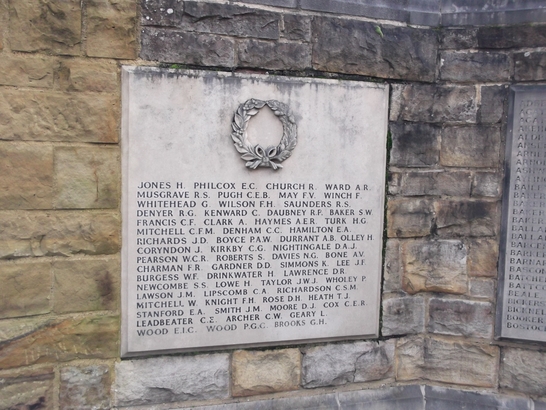 JONES H. PHILCOX E.C. CHURCH R. WARD A.R.
MUSGRAVE R.S. PUGH C.E.B. MAY F.V. WINCH F.
WHITEHEAD G. WILSON F.H. SAUNDERS R.S.
DENYER R.G. KENWARD C. DAUBNEY R.P. BAKER S.W.
FRANCIS C.F. CLARK A. HAYMES A.E.R. TURK H.G.
MITCHELL C.F.M. DENHAM C.C. HAMILTON E.A.
RICHARDS J.D. BOYCE P.A.W. DURRANT A.B. OLLEY H.
CORYNDON J. KIRKBY C.G. NIGHTINGALE D.A.J.
PEARSON W.C.R. ROBERTS S. DAVIES N.G. BONE A.V.
CHARMAN F.R. GARDNER D.D. SIMMONS K. LEE J.F.
BURGESS W.F. DRINKWATER H. LAWRENCE D.R.
NEWCOMBE S.S. LOWE H. TAYLOR J.W.J. WHOLEY P.
LAWSON J.M. LIPSCOMB C.A. RICHARDSON C.S.M.
MITCHELL W. KNIGHT F.H. ROSE D.H. HEATH T.J.
STANFORD E.A. SMITH J.M. MOORE D.J. COX C.E.R.
LEADBEATER C.E. ARCHER C.W. GEARY L.
WOOD E.I.C. WOOD P.G.C. BROOKS G.H.